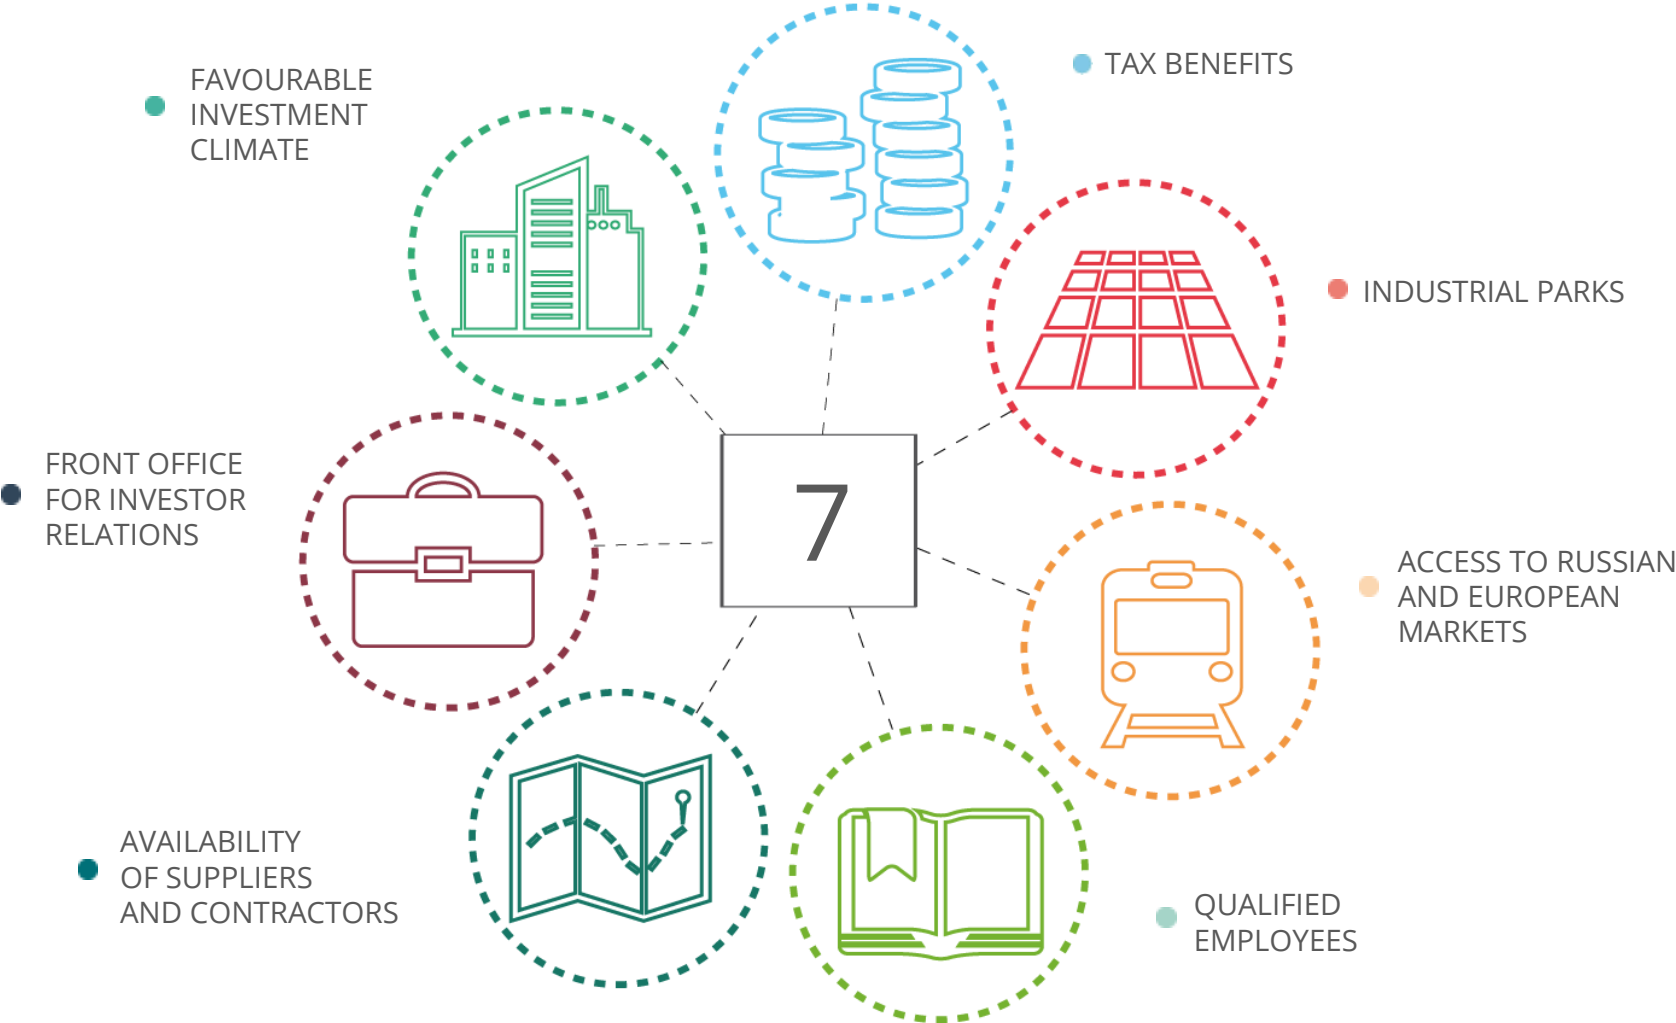 TAX BENEFITS
FAVOURABLE
INVESTMENT
CLIMATE
INDUSTRIAL PARKS
FRONT OFFICE
FOR INVESTOR
RELATIONS
7
ACCESS TO RUSSIAN
AND EUROPEAN
MARKETS
AVAILABILITY
OF SUPPLIERS
AND CONTRACTORS
QUALIFIED
EMPLOYEES